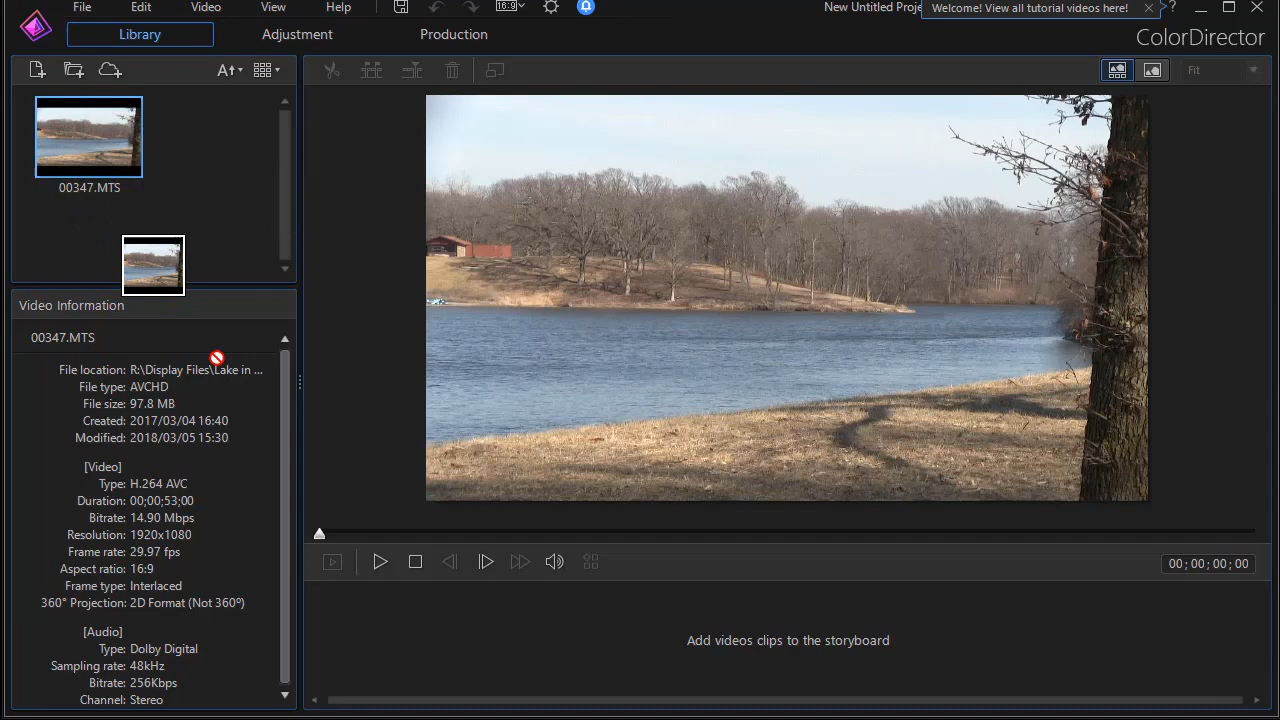 File
Edit
Video
View
Help
16:9
New Untitled Proje
Welcome! View all tutorial videos here!
?
Library
Adjustment
Production
ColorDirector
A
Fit
00347.MTS
Video Information
00347.MTS
File location: R:\Display Files\Lake in ...
File type: AVCHD
File size: 97.8 MB
Created: 2017/03/04 16:40
Modified: 2018/03/05 15:30
[Video]
Type: H.264 AVC
Duration: 00;00;53;00
Bitrate: 14.90 Mbps
Resolution: 1920x1080
Frame rate: 29.97 fps
Aspect ratio: 16:9
Frame type: Interlaced
360° Projection: 2D Format (Not 360º)
[Audio]
Type: Dolby Digital
Sampling rate: 48kHz
Bitrate: 256Kbps
Channel: Stereo
00;00;00;00
Add videos clips to the storyboard